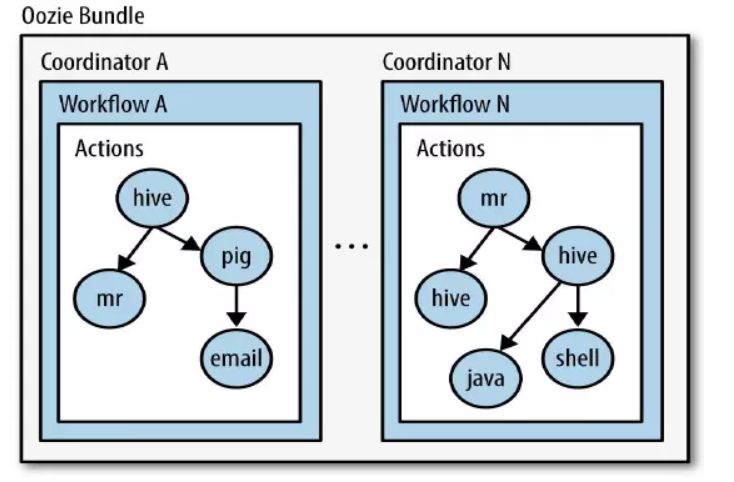 Oozie Bundle
Coordinator A
Workflow A
Actions
hive
pig
mr
email
...
Coordinator N
Workflow N
Actions
mr
hive
hive
java
shell